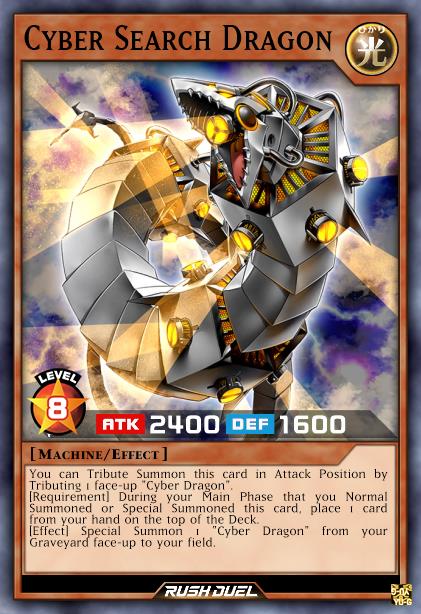 CYBER SEARCH DRAGON
ひかり
光
LEVEL
8
ATK 2400 DEF 1600
[MACHINE/EFFECT]
You can Tribute Summon this card in Attack Position by
Tributing 1 face-up "Cyber Dragon".
[Requirement] During your Main Phase that you Normal
Summoned or Special Summoned this card, place 1 card
from your hand on the top of the Deck.
[Effect] Special Summon 1 "Cyber Dragon" from your
Graveyard face-up to your field.
RUSH DUEL